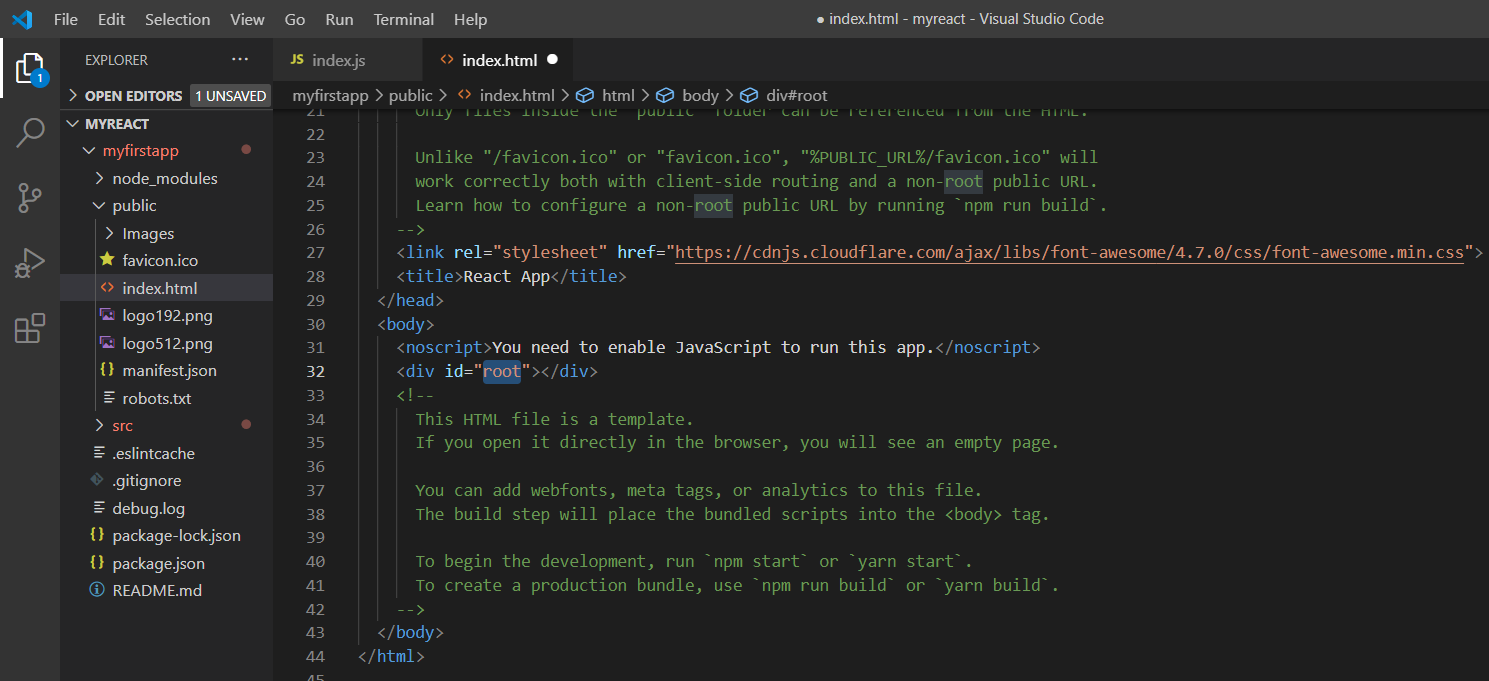 File Edit Selection View Go Run Terminal Help
● index.html - myreact - Visual Studio Code
1
EXPLORER ···
OPEN EDITORS 1 UNSAVED
MYREACT
myfirstapp
node_modules
public
Images
favicon.ico
index.html
logo192.png
logo512.png
manifest.json
robots.txt
src
.eslintcache
.gitignore
debug.log
package-lock.json
package.json
README.md
JS index.js <> index.html ●
myfirstapp > public > <> index.html > html > body > div#root
21 Only files inside the `public` folder can be referenced from the HTML.
22
23 Unlike "/favicon.ico" or "favicon.ico", "%PUBLIC_URL%/favicon.ico" will
24 work correctly both with client-side routing and a non-root public URL.
25 Learn how to configure a non-root public URL by running `npm run build`.
26 -->
27 <link rel="stylesheet" href="https://cdnjs.cloudflare.com/ajax/libs/font-awesome/4.7.0/css/font-awesome.min.css">
28 <title>React App</title>
29 </head>
30 <body>
31 <noscript>You need to enable JavaScript to run this app.</noscript>
32 <div id="root"></div>
33 <!--
34 This HTML file is a template.
35 If you open it directly in the browser, you will see an empty page.
36
37 You can add webfonts, meta tags, or analytics to this file.
38 The build step will place the bundled scripts into the <body> tag.
39
40 To begin the development, run `npm start` or `yarn start`.
41 To create a production bundle, use `npm run build` or `yarn build`.
42 -->
43 </body>
44 </html>
45